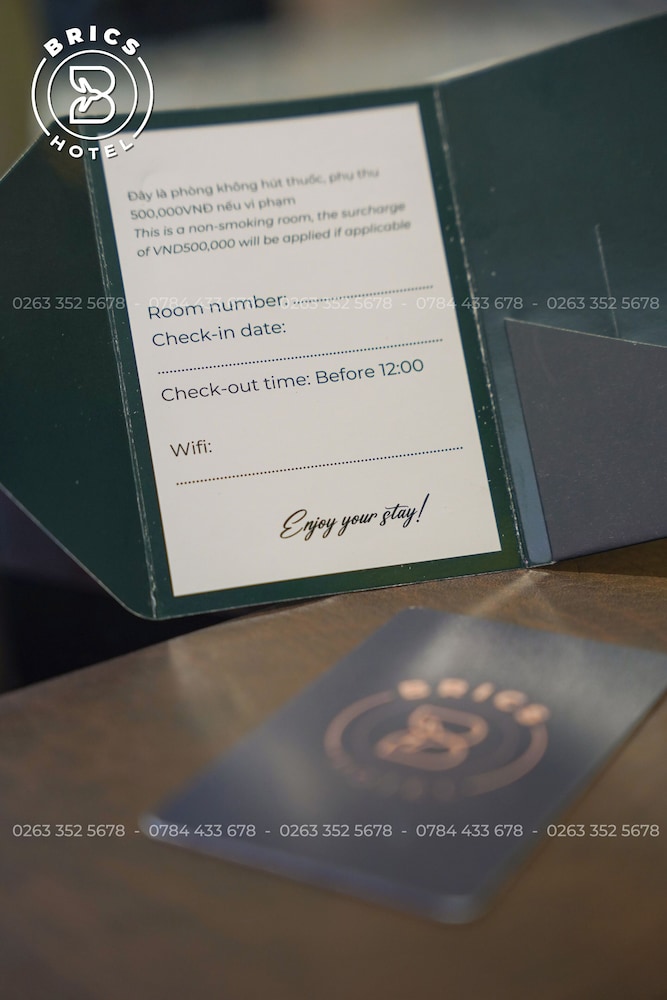 BRICS
HOTEL
Đây là phòng không hút thuốc, phụ thu
500,000VNĐ nếu vi phạm
This is a non-smoking room, the surcharge
of VND500,000 will be applied if applicable
0263 352 5678 - 0784 433 678 - 0263 352 5678 - 0784 433 678 - 0263 352 5678
Room number:
Check-in date:
Check-out time: Before 12:00
Wifi:
Enjoy your stay!
BRICS
0263 352 5678 - 0784 433 678 - 0263 352 5678 - 0784 433 678 - 0263 352 5678